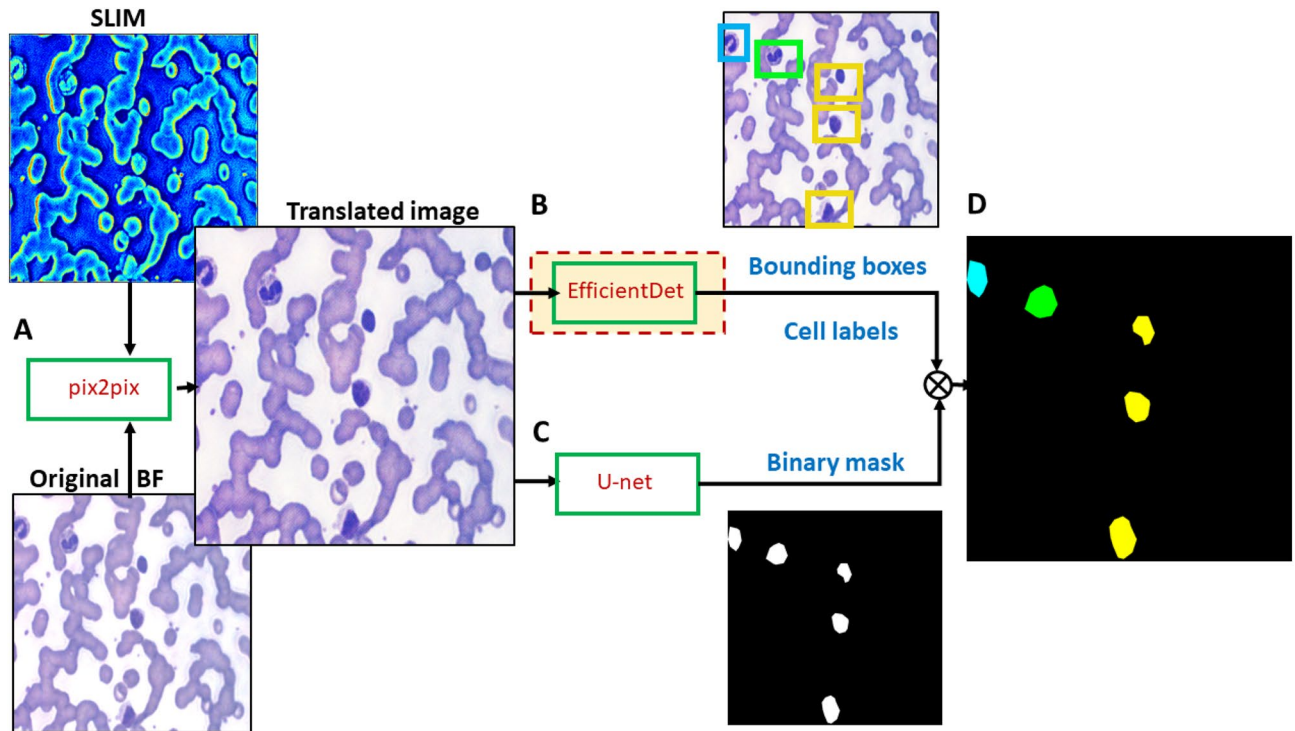 SLIM
A
pix2pix
Original BF
Translated image
B
EfficientDet
Bounding boxes
Cell labels
C
U-net
Binary mask
D